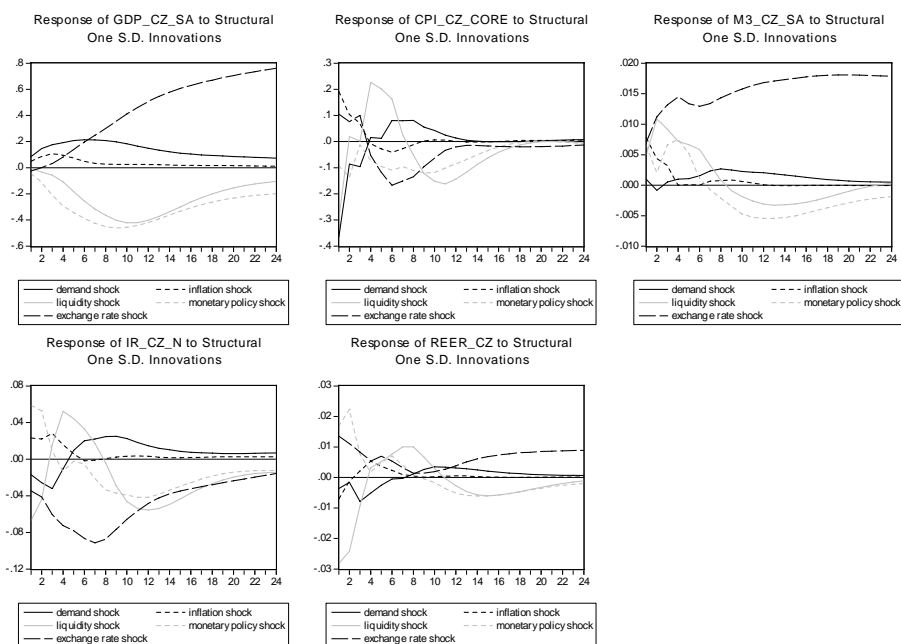 Response of GDP_CZ_SA to Structural
One S.D. Innovations
.8
.6
.4
.2
.0
-.2
-.4
-.6
2 4 6 8 10 12 14 16 18 20 22 24
demand shock inflation shock
liquidity shock monetary policy shock
exchange rate shock
Response of CPI_CZ_CORE to Structural
One S.D. Innovations
.3
.2
.1
.0
-.1
-.2
-.3
-.4
2 4 6 8 10 12 14 16 18 20 22 24
demand shock inflation shock
liquidity shock monetary policy shock
exchange rate shock
Response of M3_CZ_SA to Structural
One S.D. Innovations
.020
.015
.010
.005
.000
-.005
-.010
2 4 6 8 10 12 14 16 18 20 22 24
demand shock inflation shock
liquidity shock monetary policy shock
exchange rate shock
Response of IR_CZ_N to Structural
One S.D. Innovations
.08
.04
.00
-.04
-.08
-.12
2 4 6 8 10 12 14 16 18 20 22 24
demand shock inflation shock
liquidity shock monetary policy shock
exchange rate shock
Response of REER_CZ to Structural
One S.D. Innovations
.03
.02
.01
.00
-.01
-.02
-.03
2 4 6 8 10 12 14 16 18 20 22 24
demand shock inflation shock
liquidity shock monetary policy shock
exchange rate shock